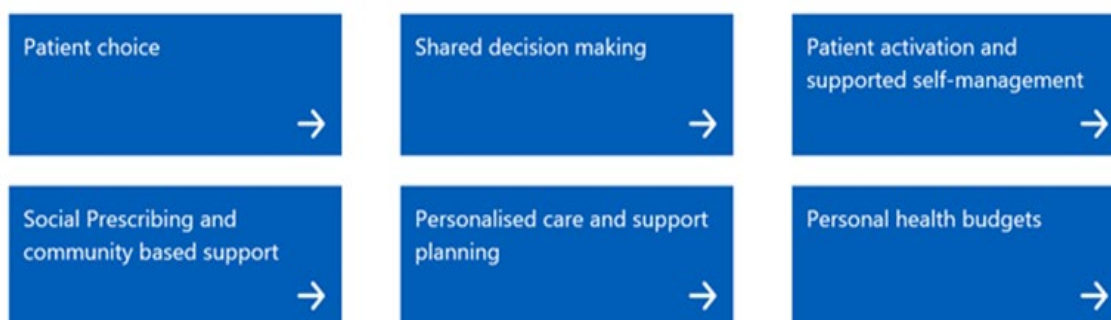 Patient choice
Shared decision making
Patient activation and
supported self-management
Social Prescribing and
community based support
Personalised care and support
planning
Personal health budgets